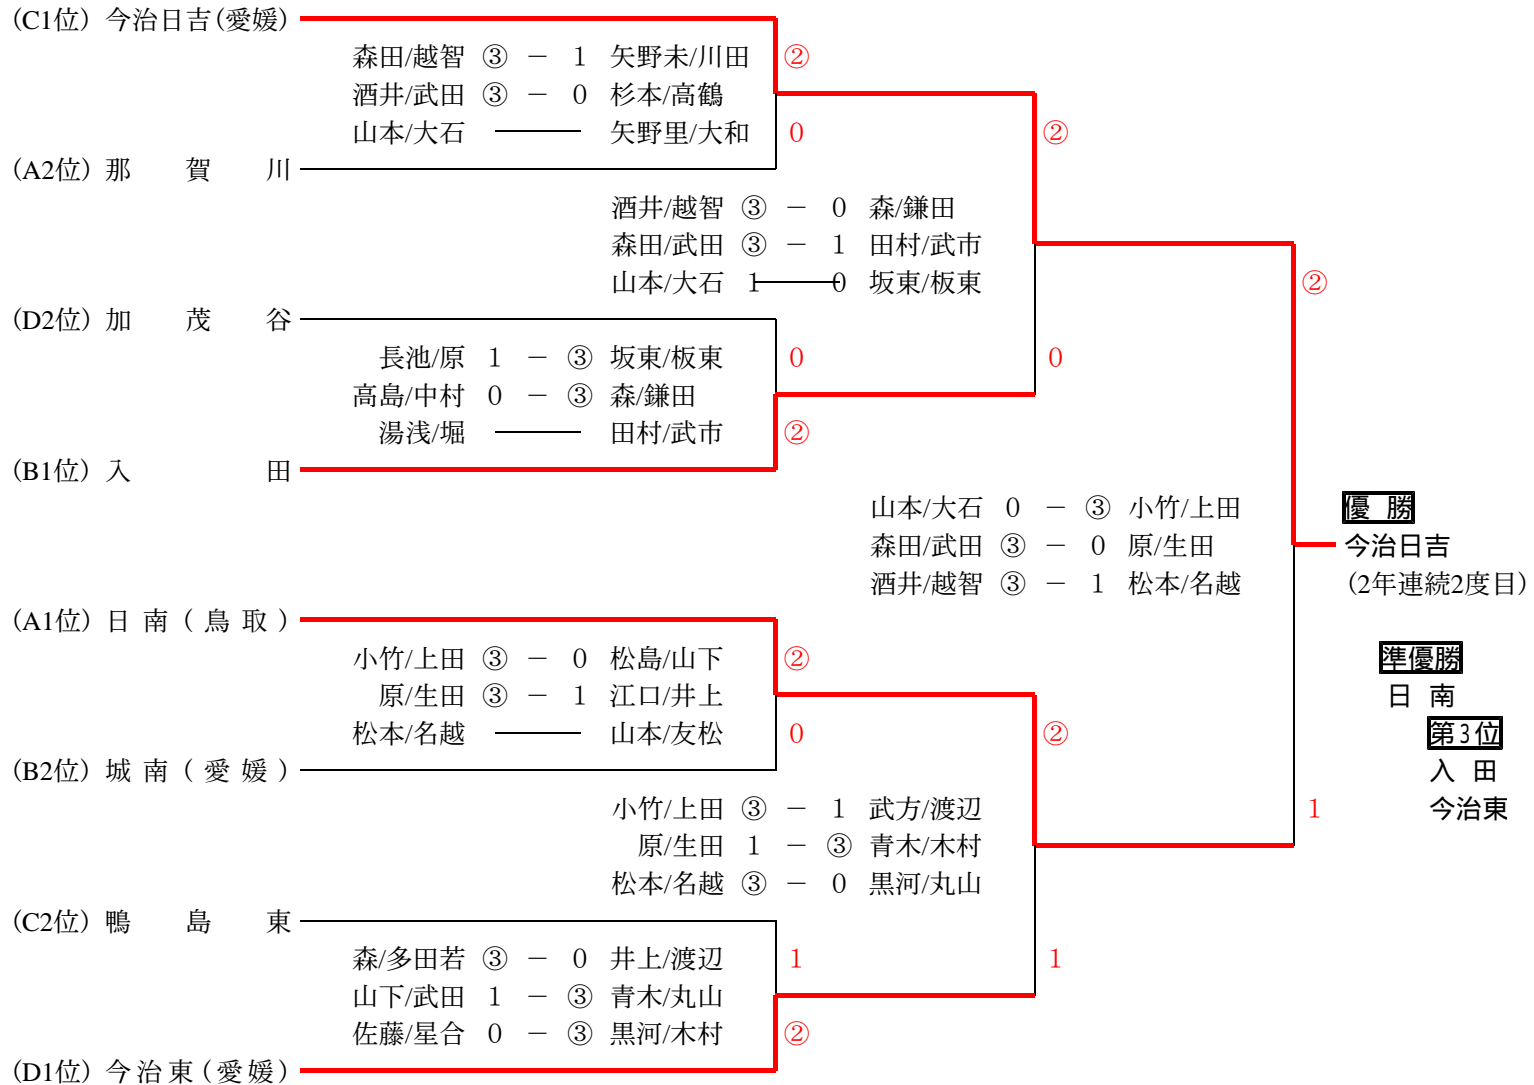 (C1位) 今治日吉(愛媛)
森田/越智 ③ － 1 矢野未/川田 ②
酒井/武田 ③ － 0 杉本/高鶴
山本/大石 ――― 矢野里/大和 0 ②
(A2位) 那賀川
酒井/越智 ③ － 0 森/鎌田
森田/武田 ③ － 1 田村/武市
山本/大石 1―――0 坂東/板東 ②
(D2位) 加茂谷
長池/原 1 － ③ 坂東/板東 0 0
高島/中村 0 － ③ 森/鎌田
湯浅/堀 ――― 田村/武市 ②
(B1位) 入田
山本/大石 0 － ③ 小竹/上田 優勝
森田/武田 ③ － 0 原/生田 今治日吉
酒井/越智 ③ － 1 松本/名越 (2年連続2度目)
(A1位) 日南(鳥取)
小竹/上田 ③ － 0 松島/山下 ② 準優勝
原/生田 ③ － 1 江口/井上 日南
松本/名越 ――― 山本/友松 0 ② 第3位
(B2位) 城南(愛媛) 入田
小竹/上田 ③ － 1 武方/渡辺 1 今治東
原/生田 1 － ③ 青木/木村
松本/名越 ③ － 0 黒河/丸山
(C2位) 鴨島東
森/多田若 ③ － 0 井上/渡辺 1 1
山下/武田 1 － ③ 青木/丸山
佐藤/星合 0 － ③ 黒河/木村 ②
(D1位) 今治東(愛媛)